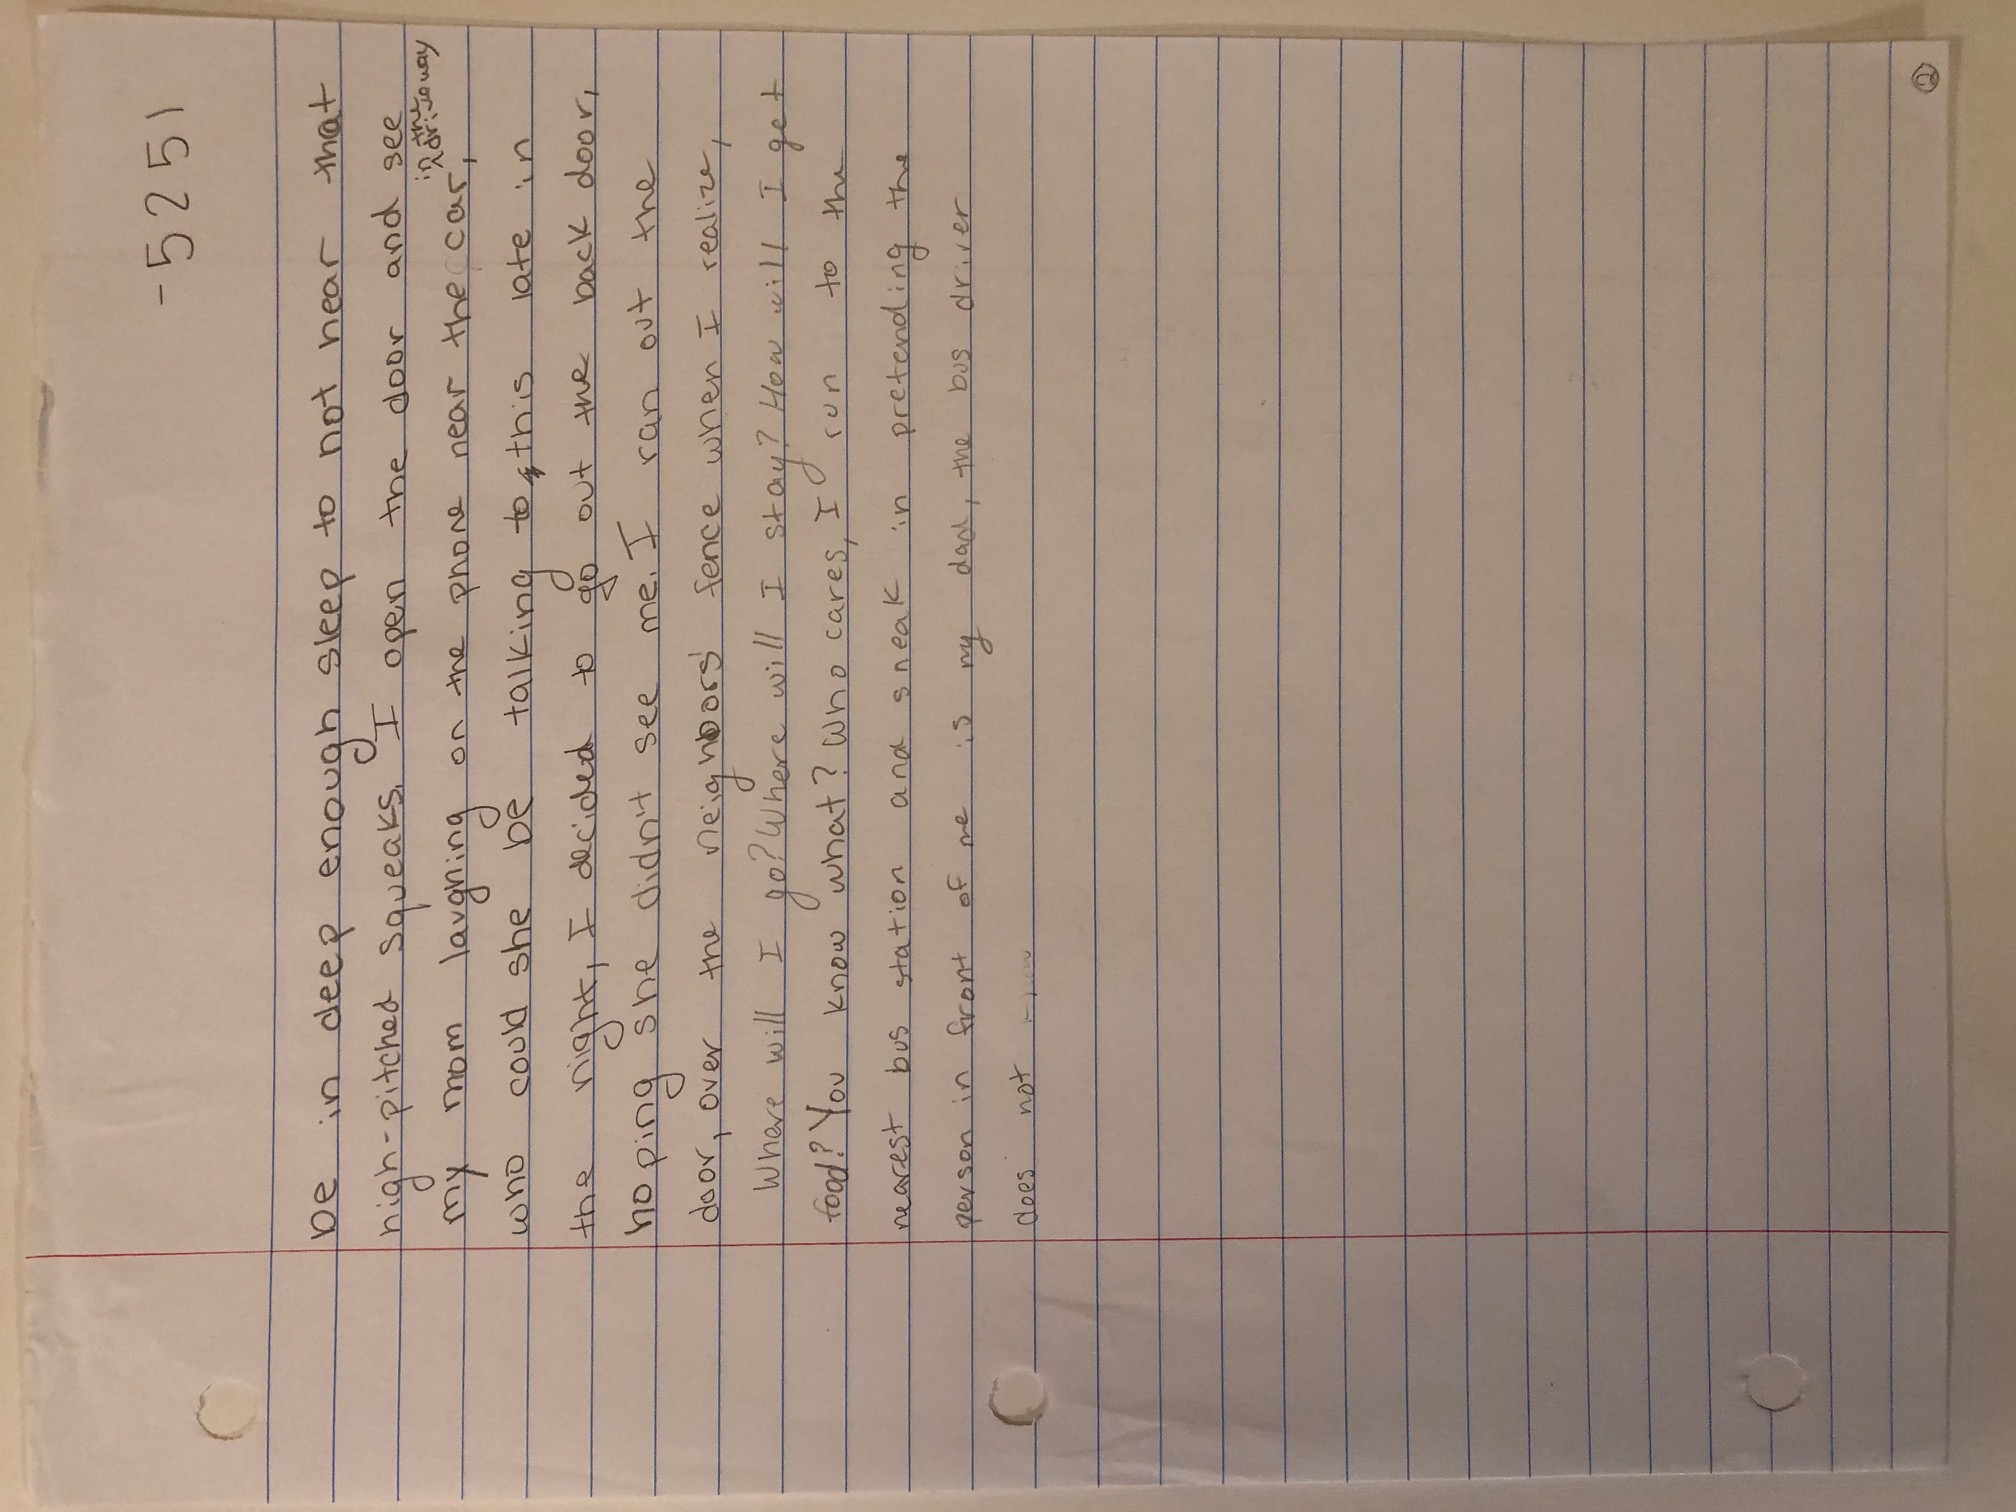 -5251
be in deep enough sleep to not hear that
high-pitched squeaks. I open the door and see
in the
my mom laughing on the phone near the car, driveway
who could she be talking to this late in
the night, I decided to go out the back door,
hoping she didn't see me. I ran out the
door, over the neighbors' fence when I realize,
Where will I go? Where will I stay? How will I get
food? You know what? Who cares, I run to the
nearest bus station and sneak in pretending the
person in front of me is my dad, the bus driver
does not
2